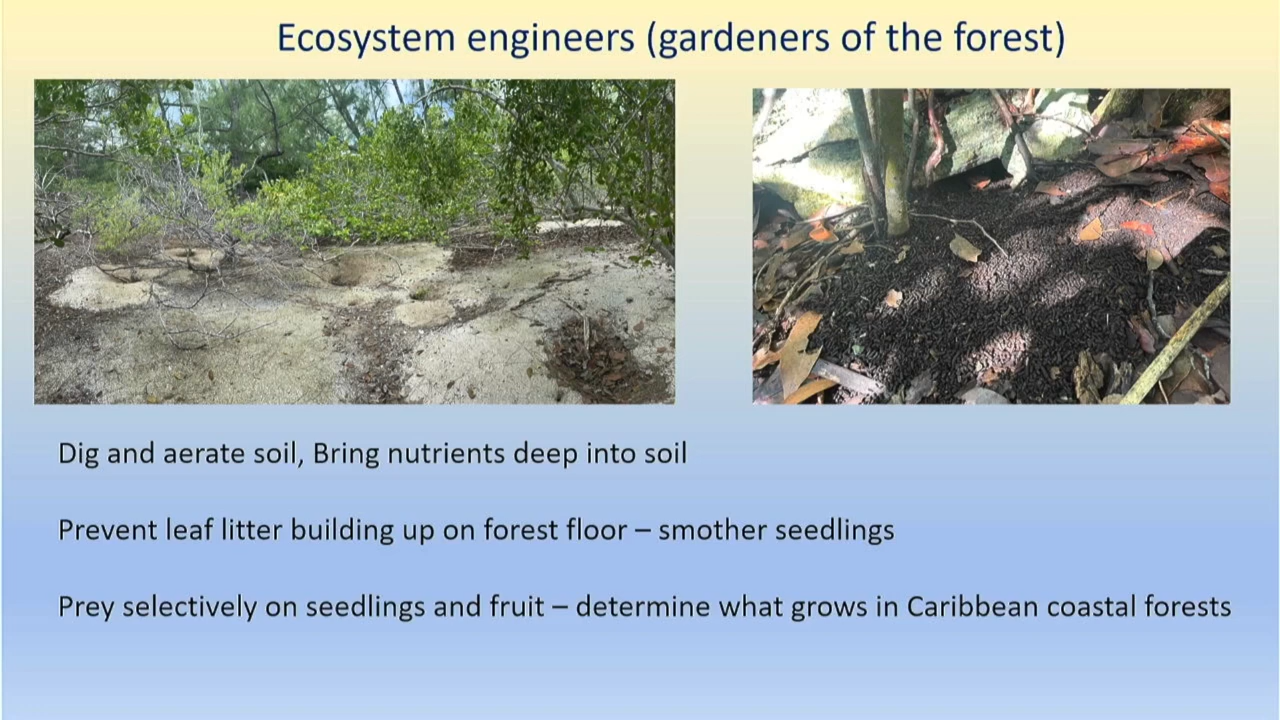 Ecosystem engineers (gardeners of the forest)
Dig and aerate soil, Bring nutrients deep into soil
Prevent leaf litter building up on forest floor – smother seedlings
Prey selectively on seedlings and fruit – determine what grows in Caribbean coastal forests